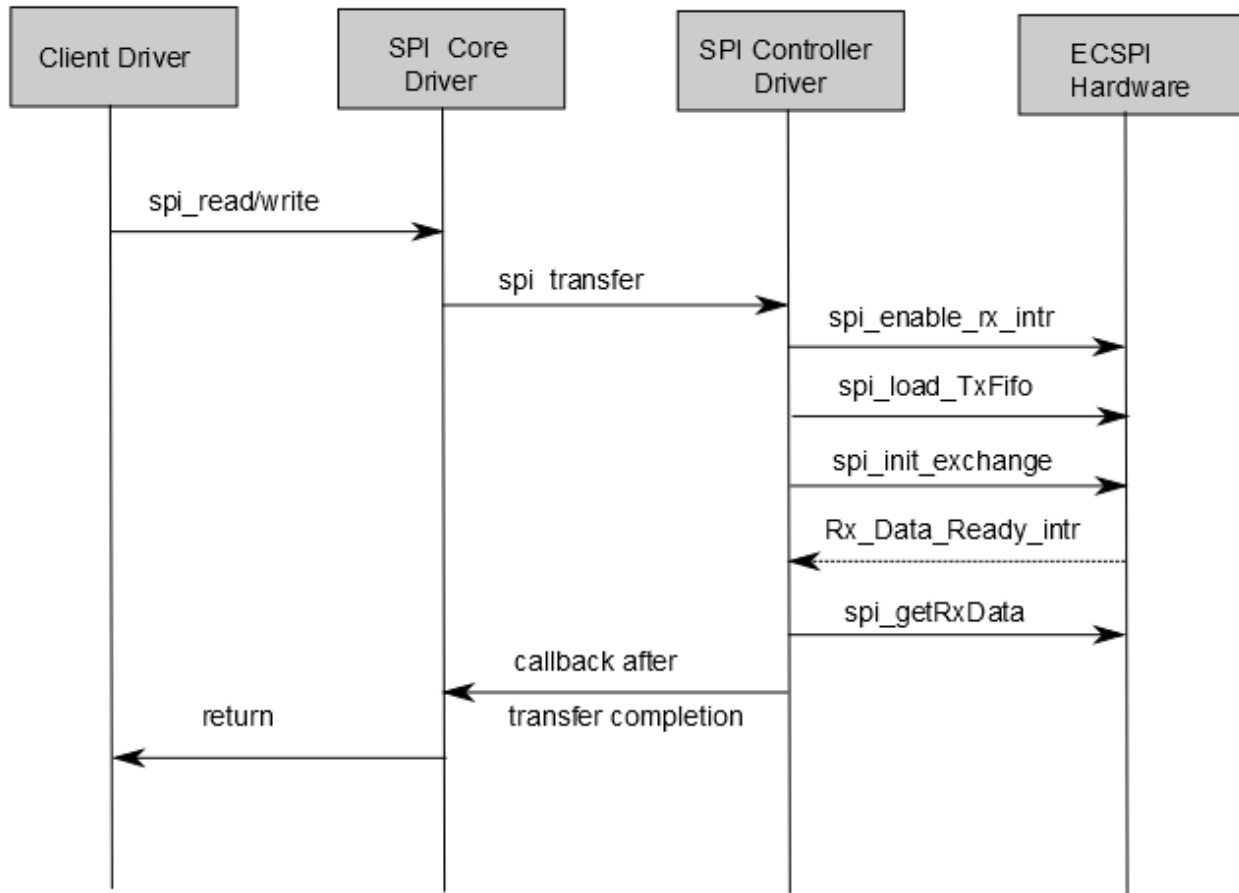 Client Driver
SPI Core
Driver
SPI Controller
Driver
ECSPI
Hardware
spi_read/write
spi transfer
spi_enable_rx_intr
spi_load_TxFifo
spi_init_exchange
Rx_Data_Ready_intr
spi_getRxData
callback after
transfer completion
return